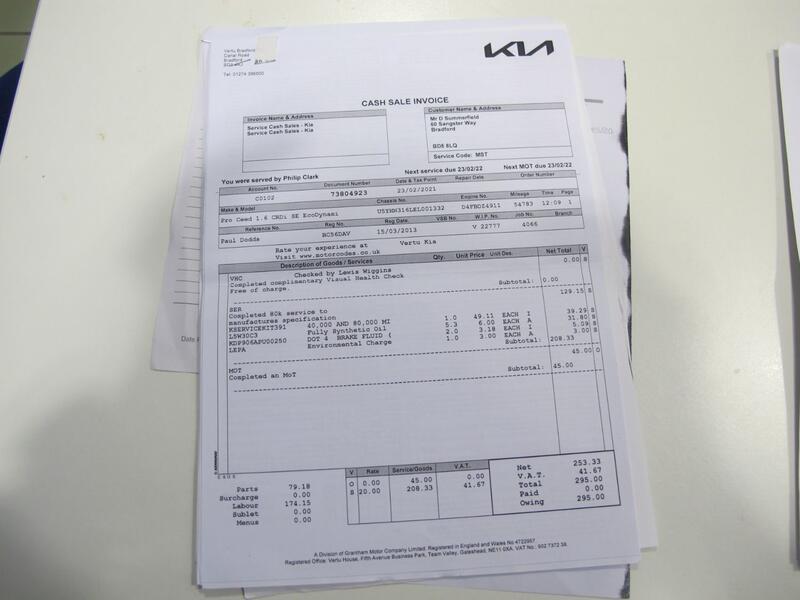 Vertu Bradford
Canal Road
Bradford
Tel: 01274 386600
KIA
CASH SALE INVOICE
Invoice Name & Address
Service Cash Sales - Kia
Service Cash Sales - Kia
Customer Name & Address
Mr D Summerfield
60 Sangster Way
Bradford
BD5 8LQ
Service Code: MST
You were served by Philip Clark
Next service due 23/02/22
Next MOT due 23/02/22
Account No. Document Number Date & Tax Point Repair Date Order Number
C0102 73804923 23/02/2021
Make & Model Chassis No. Engine No. Mileage Time Page
Pro Ceed 1.6 CRDi SE EcoDynami U5YHN316LEL001332 D4FBDZ4911 54783 12:09 1
Reference No. Reg No. Reg Date. VSB No. W.I.P. No. Job No. Branch
Paul Dodds BC56DAV 15/03/2013 V 22777 4066
Rate your experience at Vertu Kia
Visit www.motorcodes.co.uk
Description of Goods / Services Qty. Unit Price Unit Des. Net Total V
VHC Checked by Lewis Wiggins 0.00 S
Completed complimentary Visual Health Check
Free of charge. Subtotal: 0.00
SER 129.15 S
Completed 80k service to
manufactures specification
KSERVICEKIT391 40,000 AND 80,000 MI 1.0 49.11 EACH I 39.29 S
L5W30C3 Fully Synthetic Oil 5.3 6.00 EACH A 31.80 S
KDP906APU00250 DOT 4 BRAKE FLUID ( 2.0 3.18 EACH I 5.09 S
LEPA Environmental Charge 1.0 3.00 EACH A 3.00 S
Subtotal: 208.33
MOT 45.00 O
Completed an MoT
Subtotal: 45.00
E & O E
Parts 79.18
Surcharge 0.00
Labour 174.15
Sublet 0.00
Menus 0.00
V Rate Service/Goods V.A.T.
O 0.00 45.00 0.00
S 20.00 208.33 41.67
Net 253.33
V.A.T. 41.67
Total 295.00
Paid 0.00
Owing 295.00
A Division of Grantham Motor Company Limited. Registered in England and Wales No 4722957
Registered Office: Vertu House, Fifth Avenue Business Park, Team Valley, Gateshead, NE11 0XA. VAT No.: 902 7372 38.